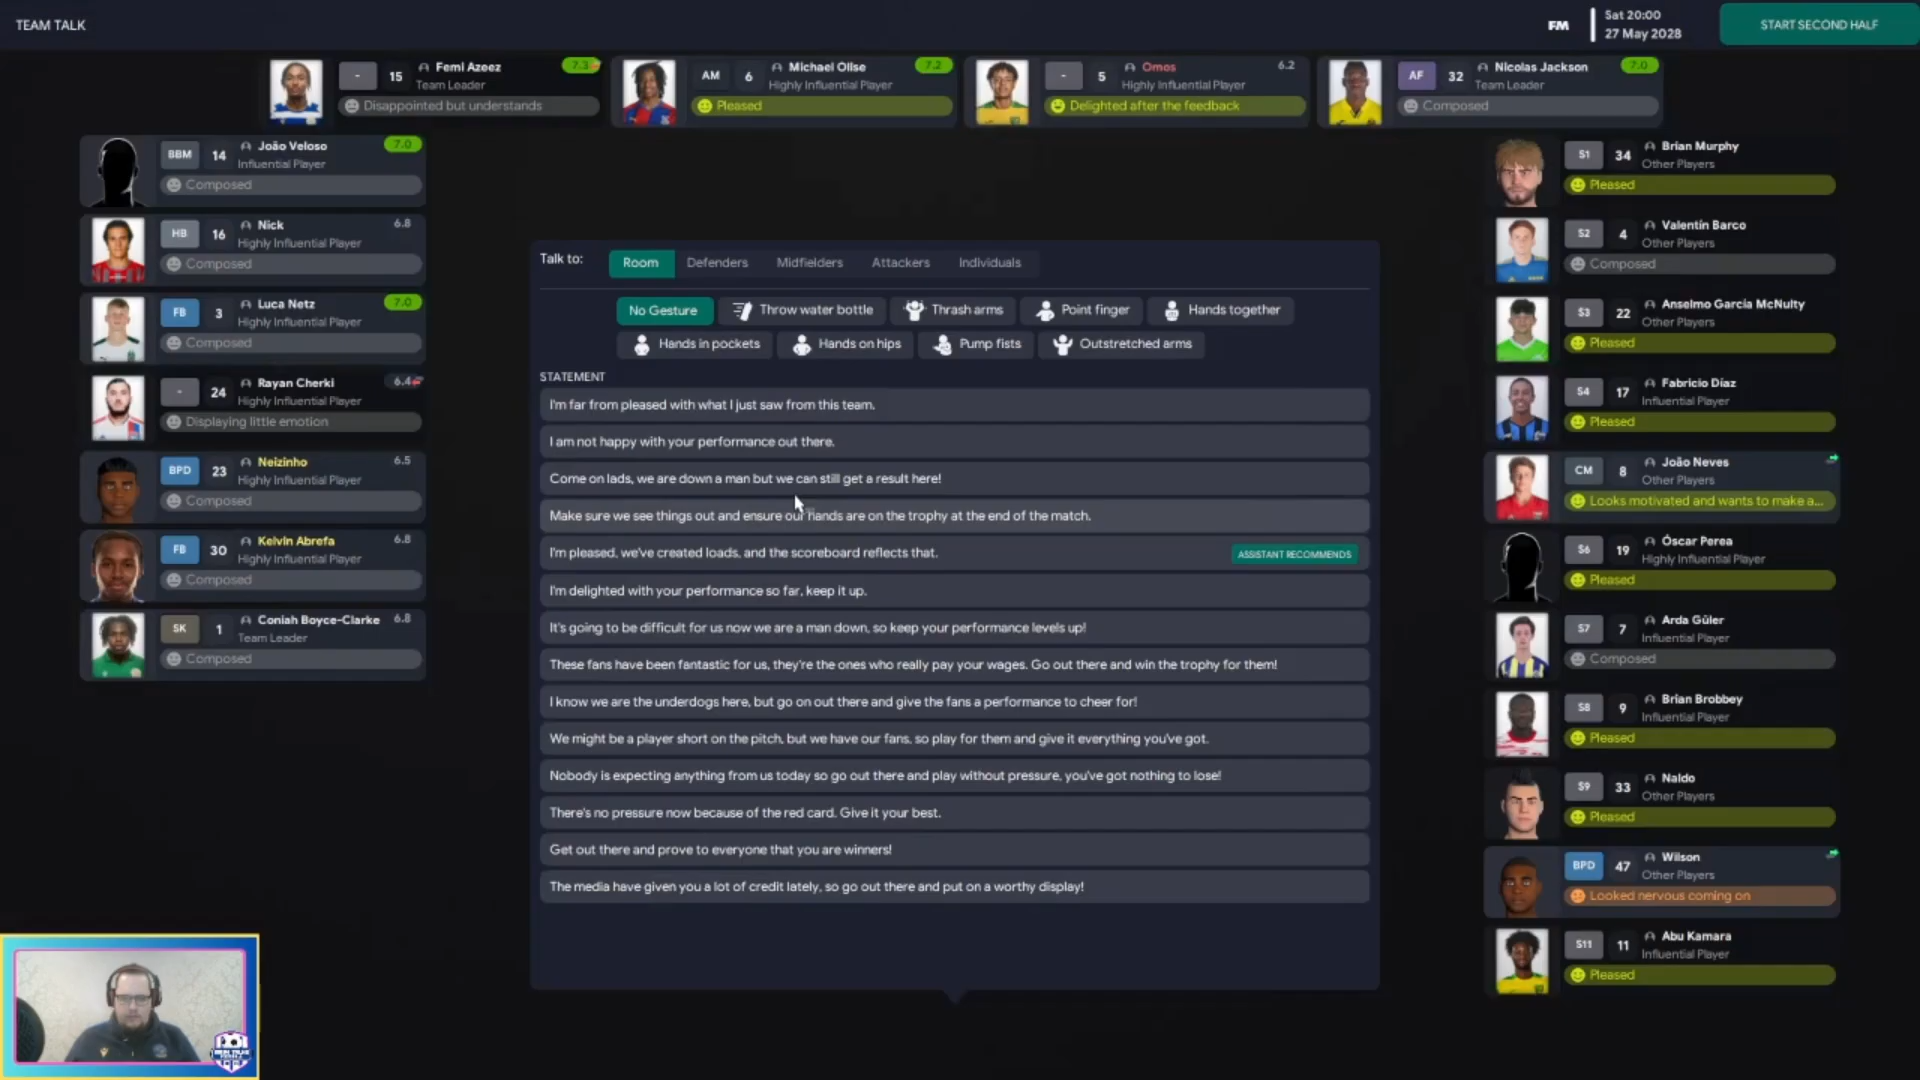 TEAM TALK
FM
Sat 20:00
27 May 2028
START SECOND HALF
- 15 Femi Azeez 7.3
Team Leader
Disappointed but understands
AM 6 Michael Olise 7.2
Highly Influential Player
Pleased
- 5 Omos 6.2
Highly Influential Player
Delighted after the feedback
AF 32 Nicolas Jackson 7.0
Team Leader
Composed
BBM 14 João Veloso 7.0
Influential Player
Composed
HB 16 Nick 6.8
Highly Influential Player
Composed
FB 3 Luca Netz 7.0
Highly Influential Player
Composed
- 24 Rayan Cherki 6.4
Highly Influential Player
Displaying little emotion
BPD 23 Neizinho 6.5
Highly Influential Player
Composed
FB 30 Kelvin Abrefa 6.8
Highly Influential Player
Composed
SK 1 Coniah Boyce-Clarke 6.8
Team Leader
Composed
Talk to: Room Defenders Midfielders Attackers Individuals
No Gesture Throw water bottle Thrash arms Point finger Hands together
Hands in pockets Hands on hips Pump fists Outstretched arms
STATEMENT
I'm far from pleased with what I just saw from this team.
I am not happy with your performance out there.
Come on lads, we are down a man but we can still get a result here!
Make sure we see things out and ensure our hands are on the trophy at the end of the match.
I'm pleased, we've created loads, and the scoreboard reflects that. ASSISTANT RECOMMENDS
I'm delighted with your performance so far, keep it up.
It's going to be difficult for us now we are a man down, so keep your performance levels up!
These fans have been fantastic for us, they're the ones who really pay your wages. Go out there and win the trophy for them!
I know we are the underdogs here, but go on out there and give the fans a performance to cheer for!
We might be a player short on the pitch, but we have our fans, so play for them and give it everything you've got.
Nobody is expecting anything from us today so go out there and play without pressure, you've got nothing to lose!
There's no pressure now because of the red card. Give it your best.
Get out there and prove to everyone that you are winners!
The media have given you a lot of credit lately, so go out there and put on a worthy display!
S1 34 Brian Murphy
Other Players
Pleased
S2 4 Valentín Barco
Other Players
Composed
S3 22 Anselmo García McNulty
Other Players
Pleased
S4 17 Fabricio Díaz
Influential Player
Pleased
CM 8 João Neves
Other Players
Looks motivated and wants to make a...
S6 19 Óscar Perea
Highly Influential Player
Pleased
S7 7 Arda Güler
Influential Player
Composed
S8 9 Brian Brobbey
Influential Player
Pleased
S9 33 Naldo
Other Players
Pleased
BPD 47 Wilson
Other Players
Looked nervous coming on
S11 11 Abu Kamara
Influential Player
Pleased